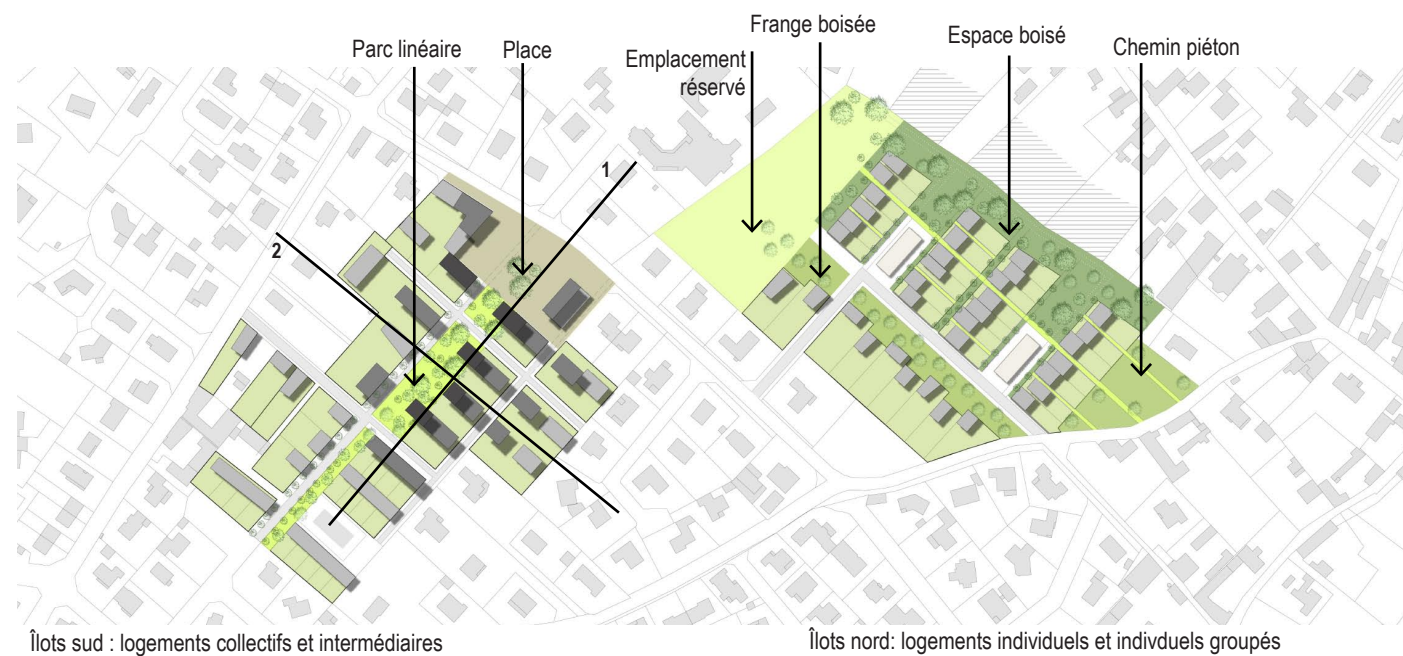 Parc linéaire
Place
Emplacement
réservé
Frange boisée
Espace boisé
Chemin piéton
1
2
Îlots sud : logements collectifs et intermédiaires
Îlots nord: logements individuels et indivduels groupés